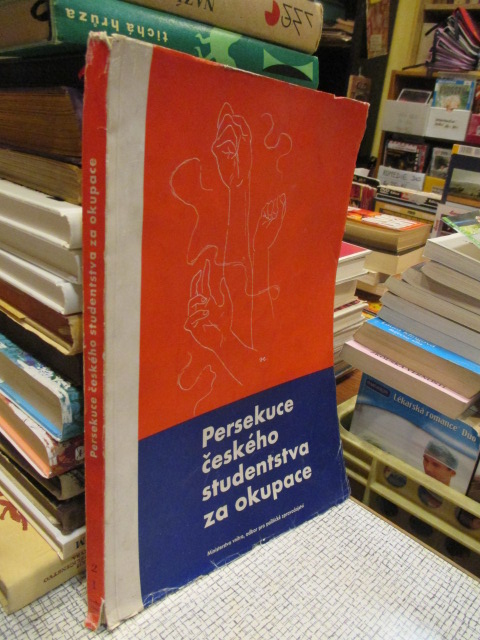 tichá hrůza
Persekuce českého studentstva za okupace
Persekuce
českého
studentstva
za okupace
Ministerstvo vnitra, odbor pro politické zpravodajství
Lékařská romance Duo